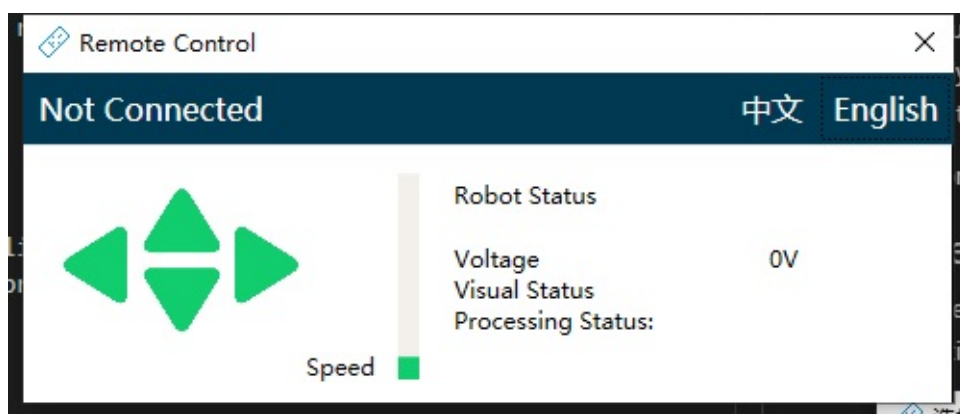 Remote Control
Not Connected 中文 English
Robot Status
Voltage 0V
Visual Status
Processing Status:
Speed